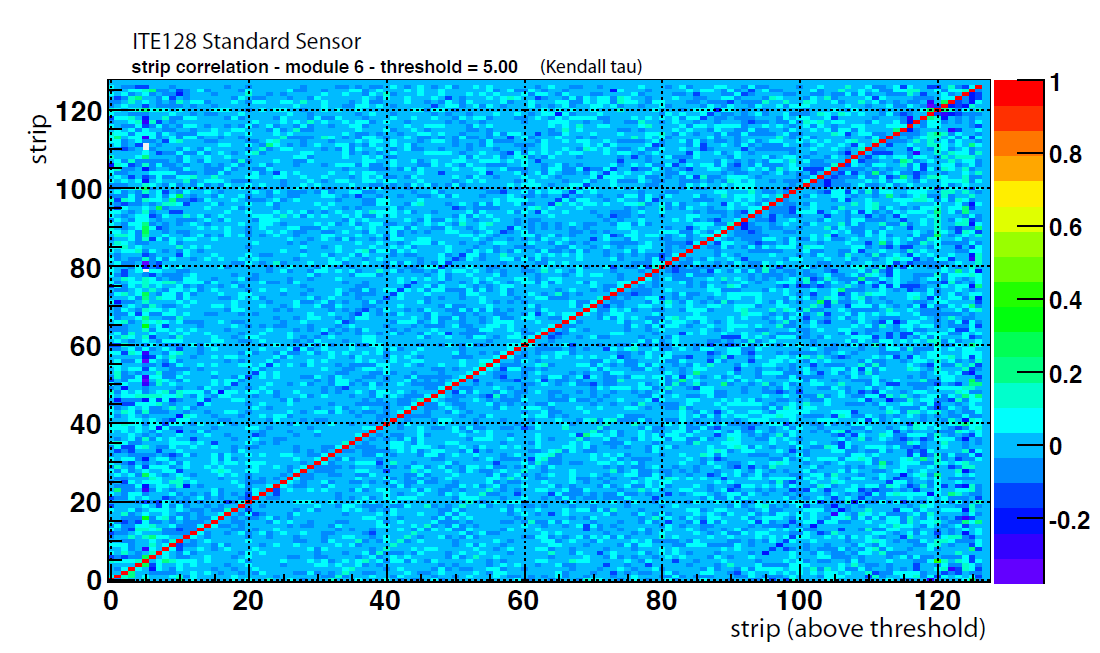 ITE128 Standard Sensor
strip correlation - module 6 - threshold = 5.00 (Kendall tau)
strip
120
100
80
60
40
20
0
0 20 40 60 80 100 120
strip (above threshold)
1
0.8
0.6
0.4
0.2
0
-0.2